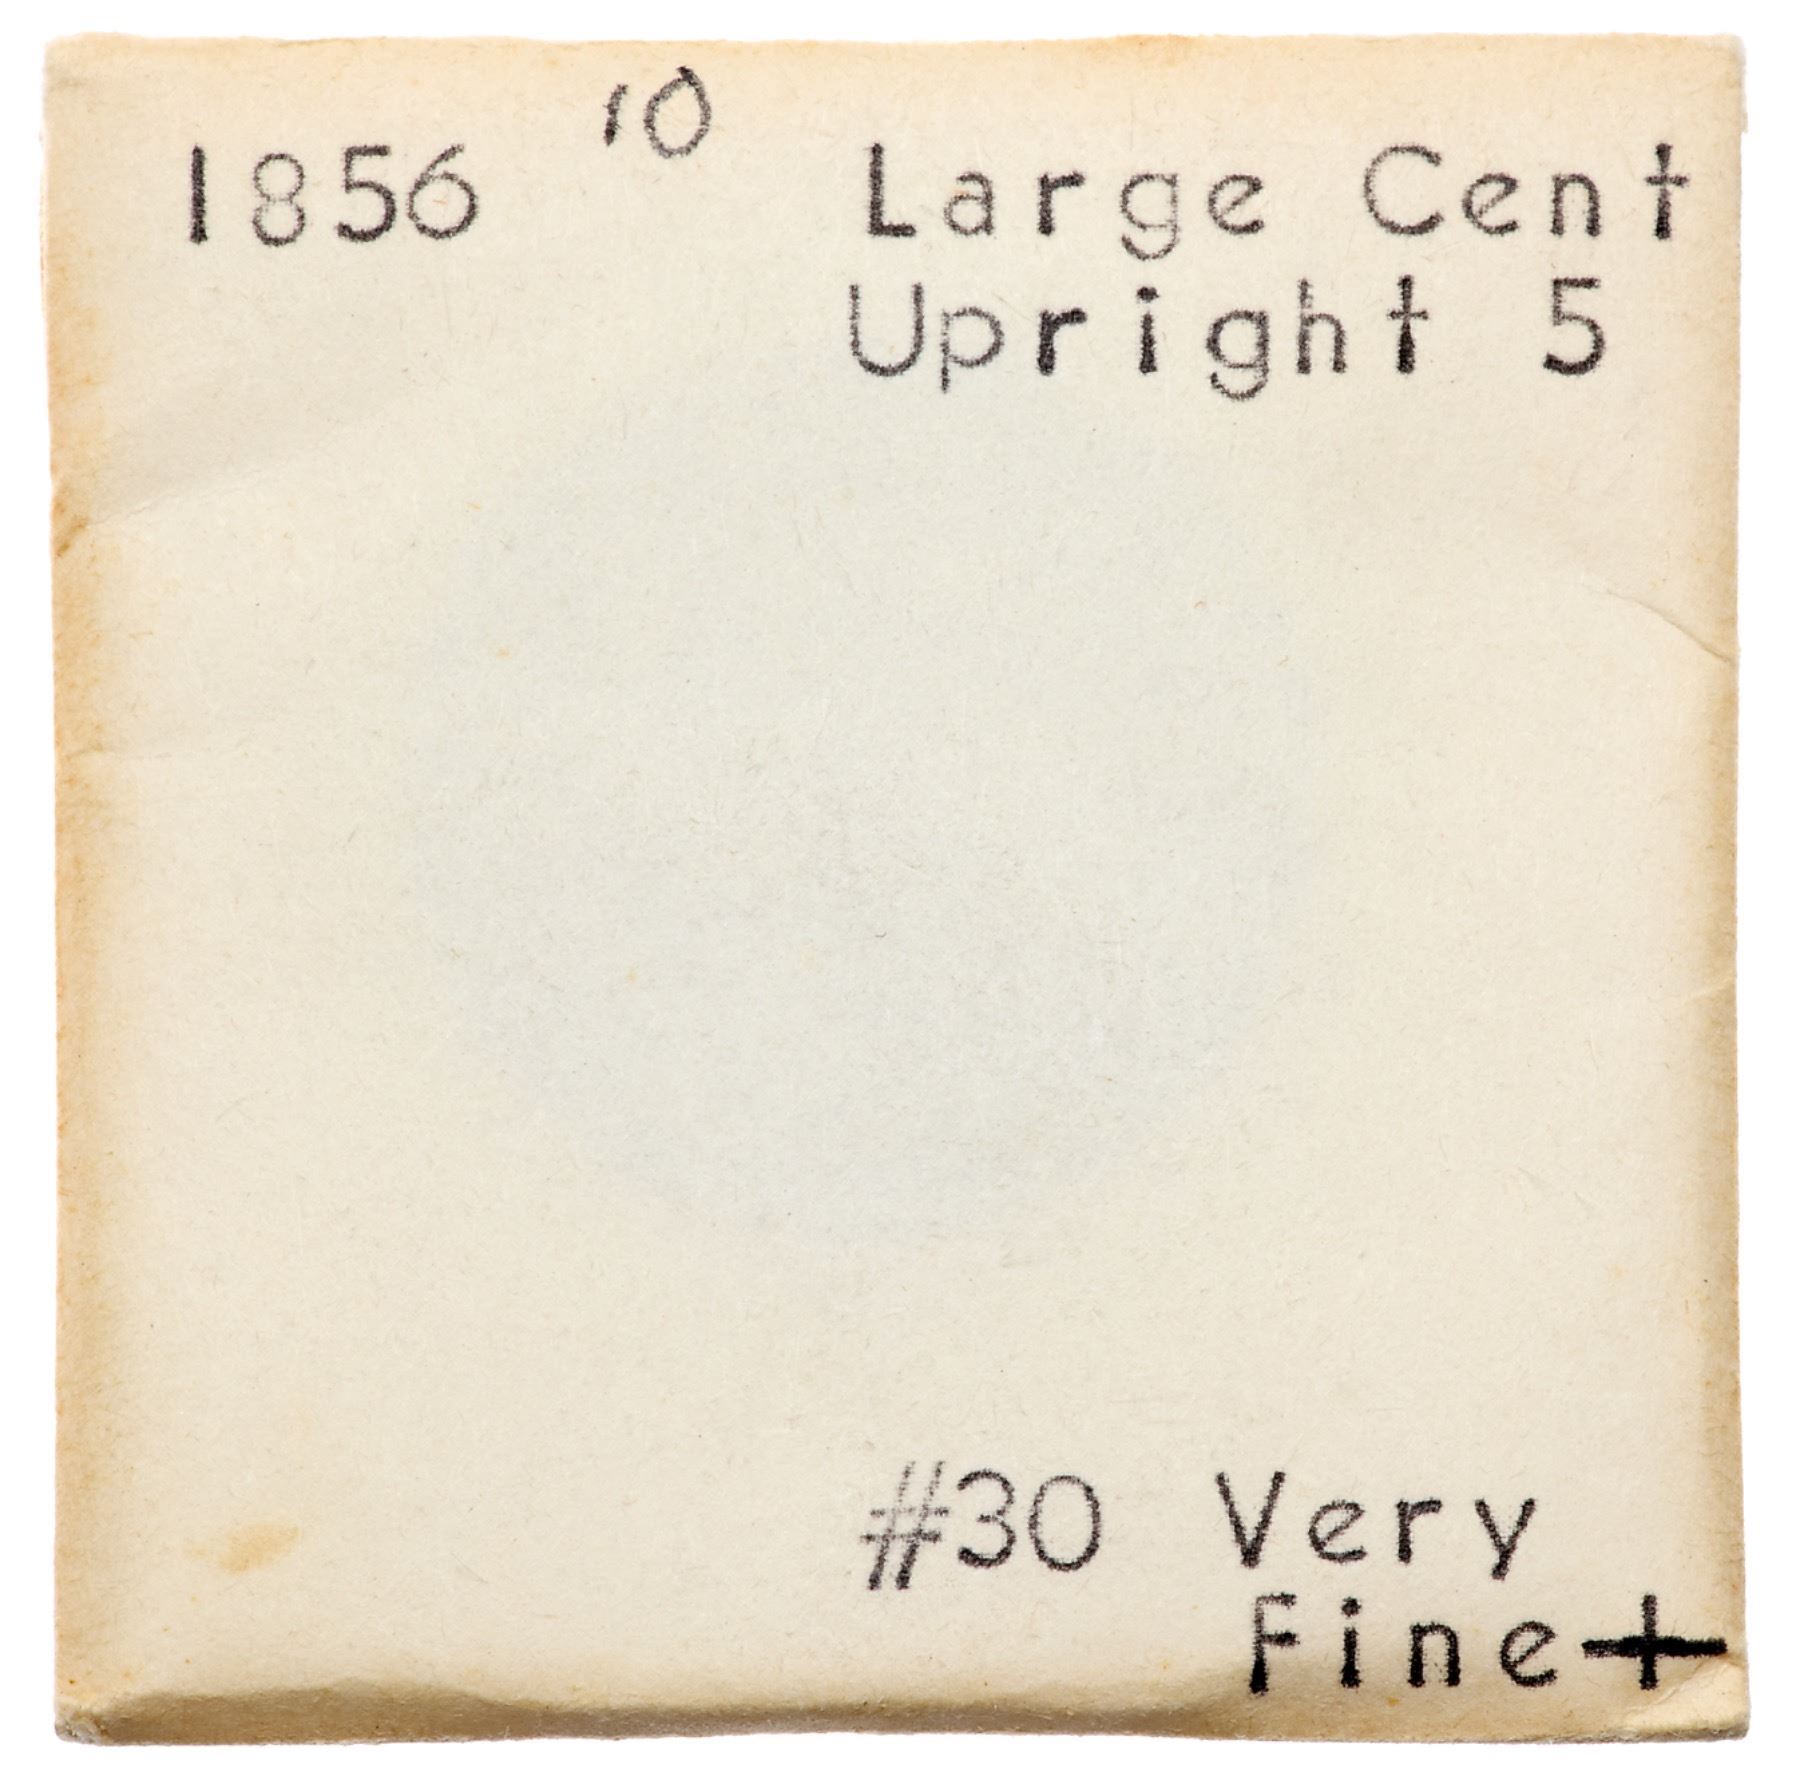 10
1856 Large Cent
Upright 5
#30 Very
Fine+